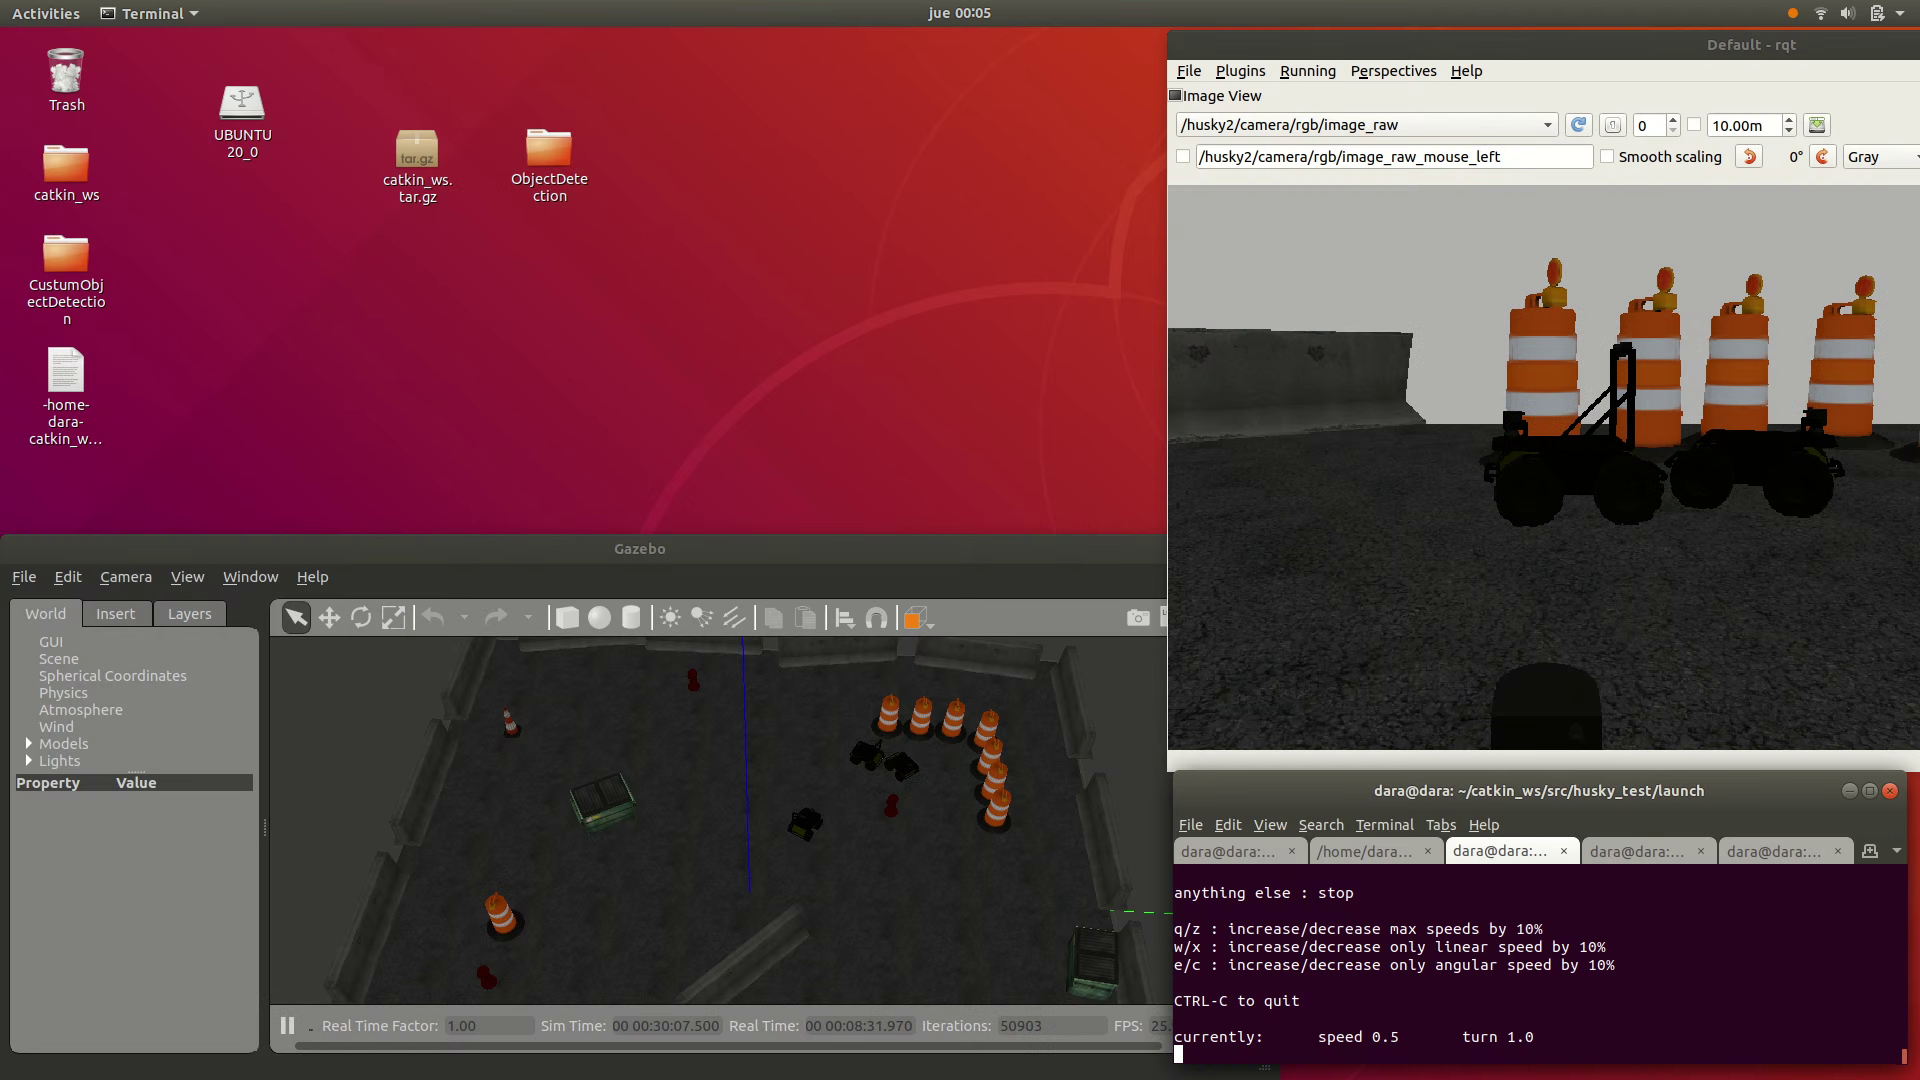 Activities
Terminal
jue 00:05
Trash
catkin_ws
CustumObj
ectDetectio
n
-home-
dara-
catkin_w...
UBUNTU
20_0
tar.gz
catkin_ws.
tar.gz
ObjectDete
ction
Default - rqt
File Plugins Running Perspectives Help
Image View
/husky2/camera/rgb/image_raw 0 10.00m
/husky2/camera/rgb/image_raw_mouse_left Smooth scaling 0° Gray
Gazebo
File Edit Camera View Window Help
World Insert Layers
GUI
Scene
Spherical Coordinates
Physics
Atmosphere
Wind
Models
Lights
Property Value
Real Time Factor: 1.00 Sim Time: 00 00:30:07.500 Real Time: 00 00:08:31.970 Iterations: 50903 FPS: 25.
dara@dara: ~/catkin_ws/src/husky_test/launch
File Edit View Search Terminal Tabs Help
dara@dara:... /home/dara... dara@dara:... dara@dara:... dara@dara:...
anything else : stop
q/z : increase/decrease max speeds by 10%
w/x : increase/decrease only linear speed by 10%
e/c : increase/decrease only angular speed by 10%
CTRL-C to quit
currently: speed 0.5 turn 1.0